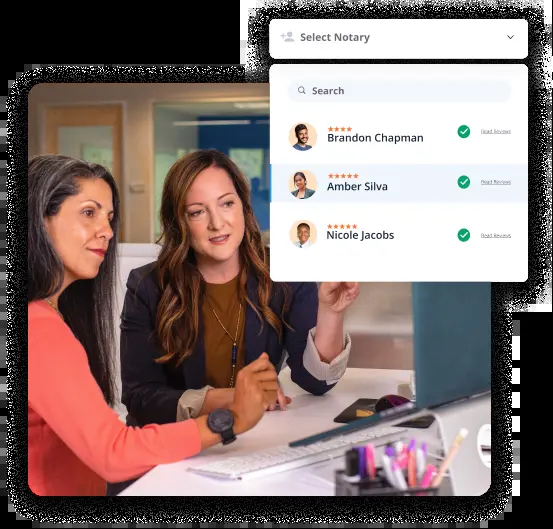 Select Notary
Search
Brandon Chapman
Read Reviews
Amber Silva
Read Reviews
Nicole Jacobs
Read Reviews